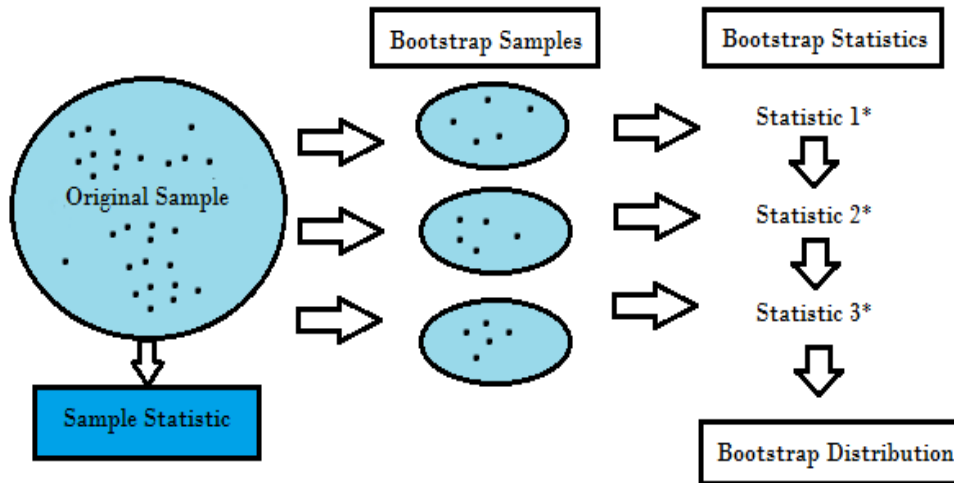 Bootstrap Samples
Bootstrap Statistics
Original Sample
Statistic 1*
Statistic 2*
Statistic 3*
Sample Statistic
Bootstrap Distribution